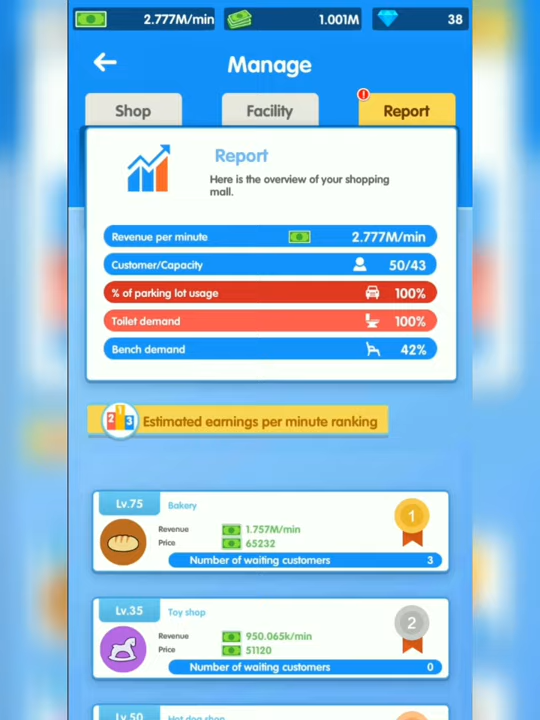 2.777M/min 1.001M 38
Manage
Shop Facility Report
Report
Here is the overview of your shopping
mall.
Revenue per minute 2.777M/min
Customer/Capacity 50/43
% of parking lot usage 100%
Toilet demand 100%
Bench demand 42%
Estimated earnings per minute ranking
Lv.75 Bakery
1
Revenue 1.757M/min
Price 65232
Number of waiting customers 3
Lv.35 Toy shop
2
Revenue 950.065k/min
Price 51120
Number of waiting customers 0
Lv.50 Hot dog shop